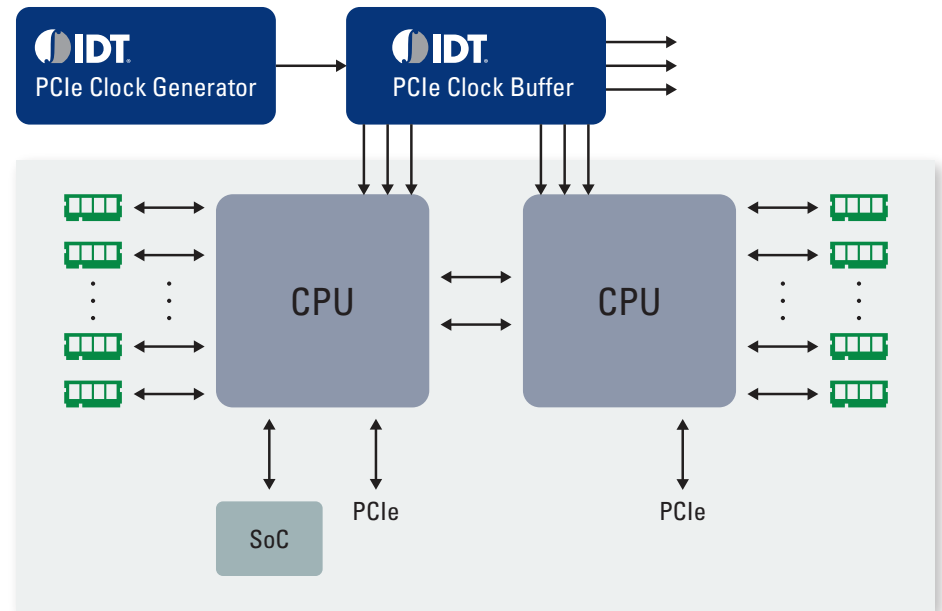 IDT.
PCIe Clock Generator
IDT.
PCIe Clock Buffer
CPU
CPU
PCIe
PCIe
SoC